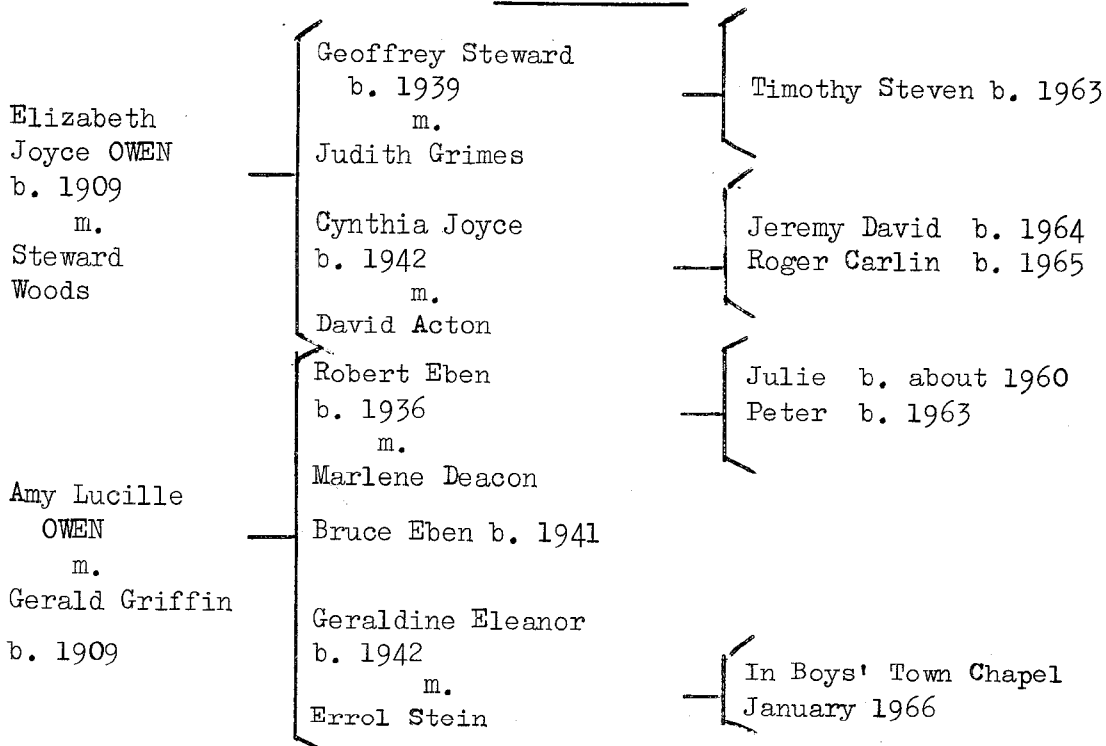 Elizabeth
Joyce OWEN
b. 1909
m.
Steward
Woods
Geoffrey Steward
b. 1939
m.
Judith Grimes
Timothy Steven b. 1963
Cynthia Joyce
b. 1942
m.
David Acton
Jeremy David b. 1964
Roger Carlin b. 1965
Amy Lucille
OWEN
m.
Gerald Griffin
b. 1909
Robert Eben
b. 1936
m.
Marlene Deacon
Julie b. about 1960
Peter b. 1963
Bruce Eben b. 1941
Geraldine Eleanor
b. 1942
m.
Errol Stein
In Boys' Town Chapel
January 1966